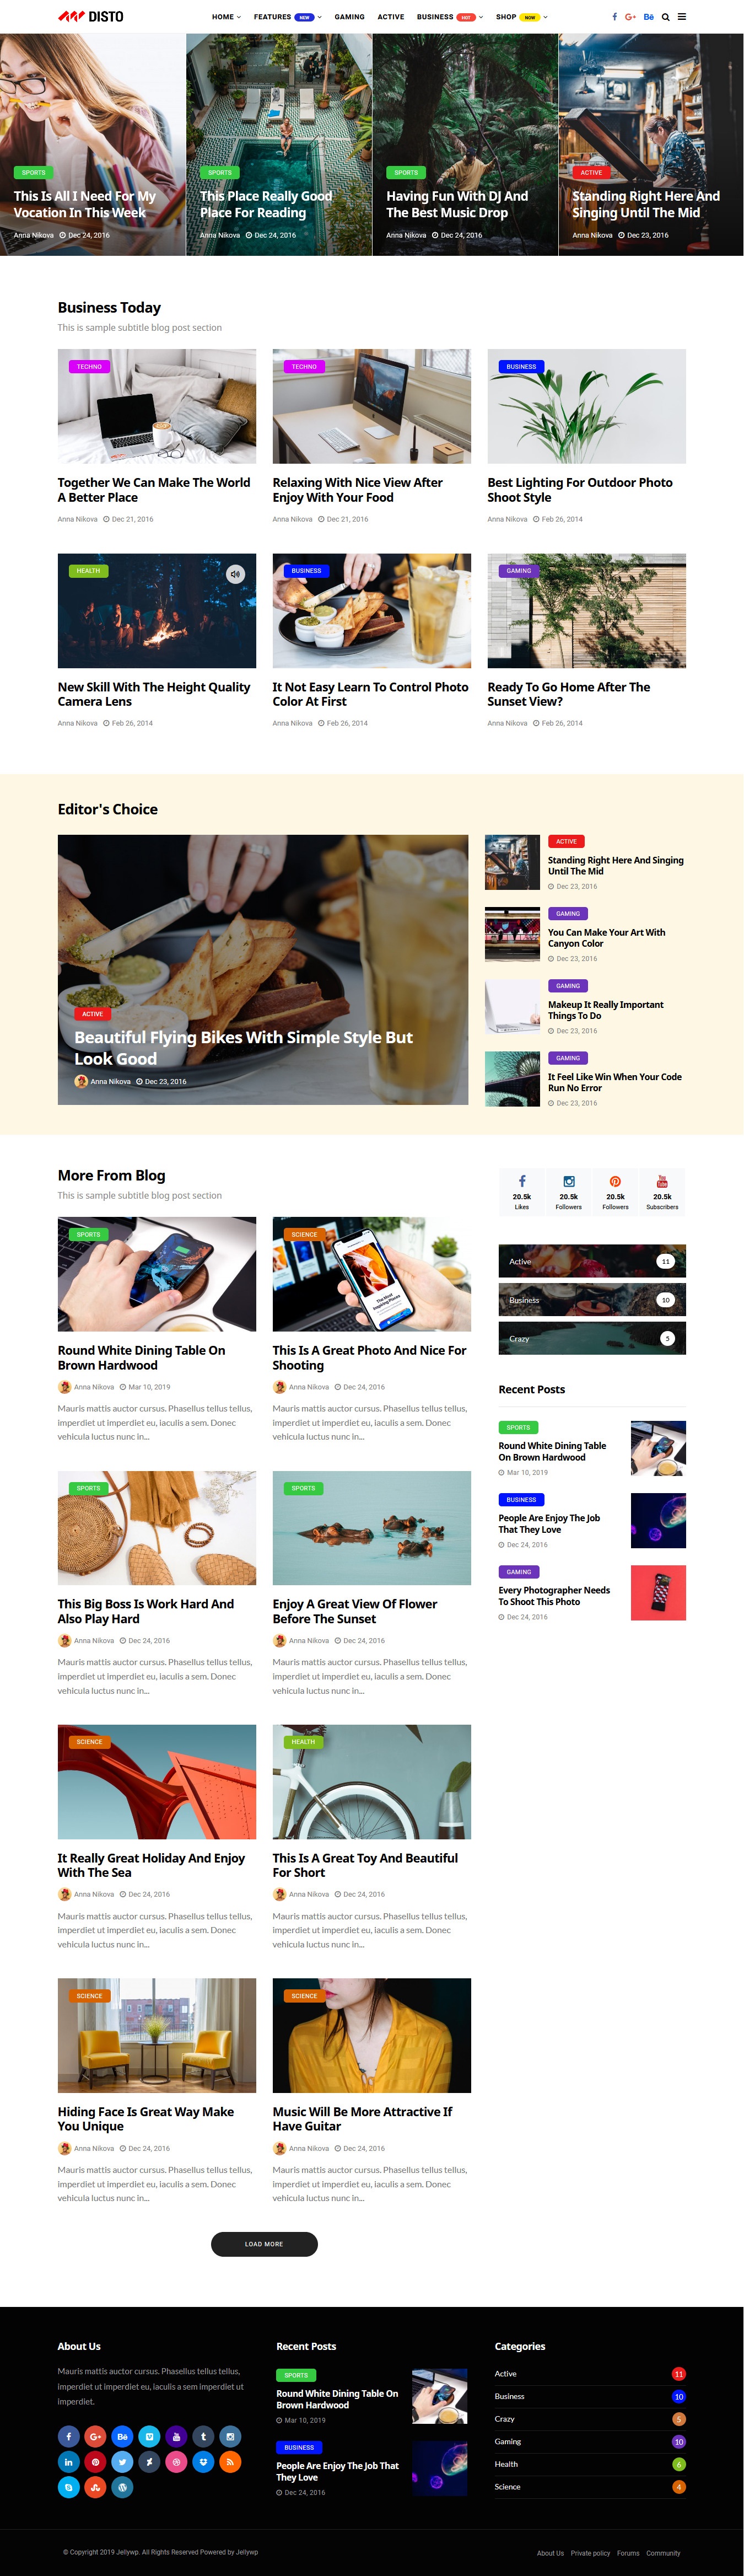 DISTO
HOME
FEATURES NEW
GAMING
ACTIVE
BUSINESS HOT
SHOP NOW
SPORTS
This Is All I Need For My
Vocation In This Week
Anna Nikova Dec 24, 2016
SPORTS
This Place Really Good
Place For Reading
Anna Nikova Dec 24, 2016
SPORTS
Having Fun With DJ And
The Best Music Drop
Anna Nikova Dec 24, 2016
ACTIVE
Standing Right Here And
Singing Until The Mid
Anna Nikova Dec 23, 2016
Business Today
This is sample subtitle blog post section
TECHNO
Together We Can Make The World
A Better Place
Anna Nikova Dec 21, 2016
TECHNO
Relaxing With Nice View After
Enjoy With Your Food
Anna Nikova Dec 21, 2016
BUSINESS
Best Lighting For Outdoor Photo
Shoot Style
Anna Nikova Feb 26, 2014
HEALTH
New Skill With The Height Quality
Camera Lens
Anna Nikova Feb 26, 2014
BUSINESS
It Not Easy Learn To Control Photo
Color At First
Anna Nikova Feb 26, 2014
GAMING
Ready To Go Home After The
Sunset View?
Anna Nikova Feb 26, 2014
Editor's Choice
ACTIVE
Beautiful Flying Bikes With Simple Style But
Look Good
Anna Nikova Dec 23, 2016
ACTIVE
Standing Right Here And Singing
Until The Mid
Dec 23, 2016
GAMING
You Can Make Your Art With
Canyon Color
Dec 23, 2016
GAMING
Makeup It Really Important
Things To Do
Dec 23, 2016
GAMING
It Feel Like Win When Your Code
Run No Error
Dec 23, 2016
More From Blog
This is sample subtitle blog post section
SPORTS
Round White Dining Table On
Brown Hardwood
Anna Nikova Mar 10, 2019
Mauris mattis auctor cursus. Phasellus tellus tellus,
imperdiet ut imperdiet eu, iaculis a sem. Donec
vehicula luctus nunc in...
SCIENCE
This Is A Great Photo And Nice For
Shooting
Anna Nikova Dec 24, 2016
Mauris mattis auctor cursus. Phasellus tellus tellus,
imperdiet ut imperdiet eu, iaculis a sem. Donec
vehicula luctus nunc in...
SPORTS
This Big Boss Is Work Hard And
Also Play Hard
Anna Nikova Dec 24, 2016
Mauris mattis auctor cursus. Phasellus tellus tellus,
imperdiet ut imperdiet eu, iaculis a sem. Donec
vehicula luctus nunc in...
SPORTS
Enjoy A Great View Of Flower
Before The Sunset
Anna Nikova Dec 24, 2016
Mauris mattis auctor cursus. Phasellus tellus tellus,
imperdiet ut imperdiet eu, iaculis a sem. Donec
vehicula luctus nunc in...
SCIENCE
It Really Great Holiday And Enjoy
With The Sea
Anna Nikova Dec 24, 2016
Mauris mattis auctor cursus. Phasellus tellus tellus,
imperdiet ut imperdiet eu, iaculis a sem. Donec
vehicula luctus nunc in...
HEALTH
This Is A Great Toy And Beautiful
For Short
Anna Nikova Dec 24, 2016
Mauris mattis auctor cursus. Phasellus tellus tellus,
imperdiet ut imperdiet eu, iaculis a sem. Donec
vehicula luctus nunc in...
SCIENCE
Hiding Face Is Great Way Make
You Unique
Anna Nikova Dec 24, 2016
Mauris mattis auctor cursus. Phasellus tellus tellus,
imperdiet ut imperdiet eu, iaculis a sem. Donec
vehicula luctus nunc in...
SCIENCE
Music Will Be More Attractive If
Have Guitar
Anna Nikova Dec 24, 2016
Mauris mattis auctor cursus. Phasellus tellus tellus,
imperdiet ut imperdiet eu, iaculis a sem. Donec
vehicula luctus nunc in...
LOAD MORE
20.5k
Likes
20.5k
Followers
20.5k
Followers
20.5k
Subscribers
Active 11
Business 10
Crazy 5
Recent Posts
SPORTS
Round White Dining Table
On Brown Hardwood
Mar 10, 2019
BUSINESS
People Are Enjoy The Job
That They Love
Dec 24, 2016
GAMING
Every Photographer Needs
To Shoot This Photo
Dec 24, 2016
About Us
Mauris mattis auctor cursus. Phasellus tellus tellus,
imperdiet ut imperdiet eu, iaculis a sem imperdiet ut
imperdiet.
Recent Posts
SPORTS
Round White Dining Table On
Brown Hardwood
Mar 10, 2019
BUSINESS
People Are Enjoy The Job That
They Love
Dec 24, 2016
Categories
Active 11
Business 10
Crazy 5
Gaming 10
Health 6
Science 4
© Copyright 2019 Jellywp. All Rights Reserved Powered by Jellywp
About Us Private policy Forums Community